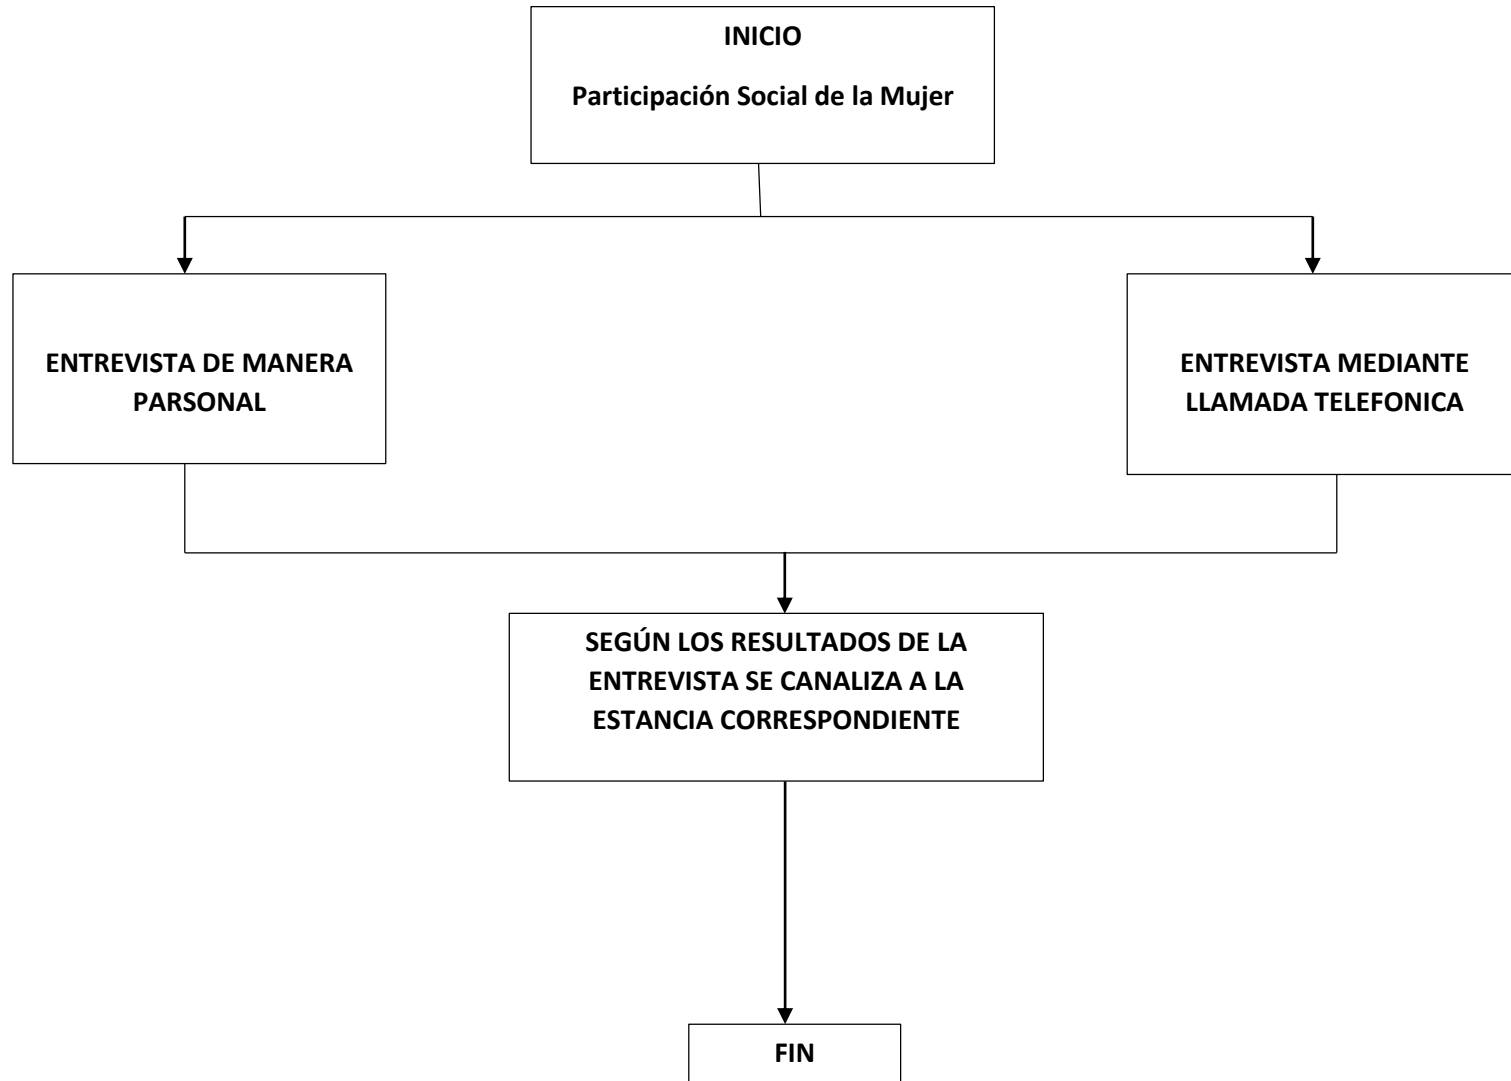 INICIO
Participación Social de la Mujer
ENTREVISTA DE MANERA
PARSONAL
ENTREVISTA MEDIANTE
LLAMADA TELEFONICA
SEGÚN LOS RESULTADOS DE LA
ENTREVISTA SE CANALIZA A LA
ESTANCIA CORRESPONDIENTE
FIN